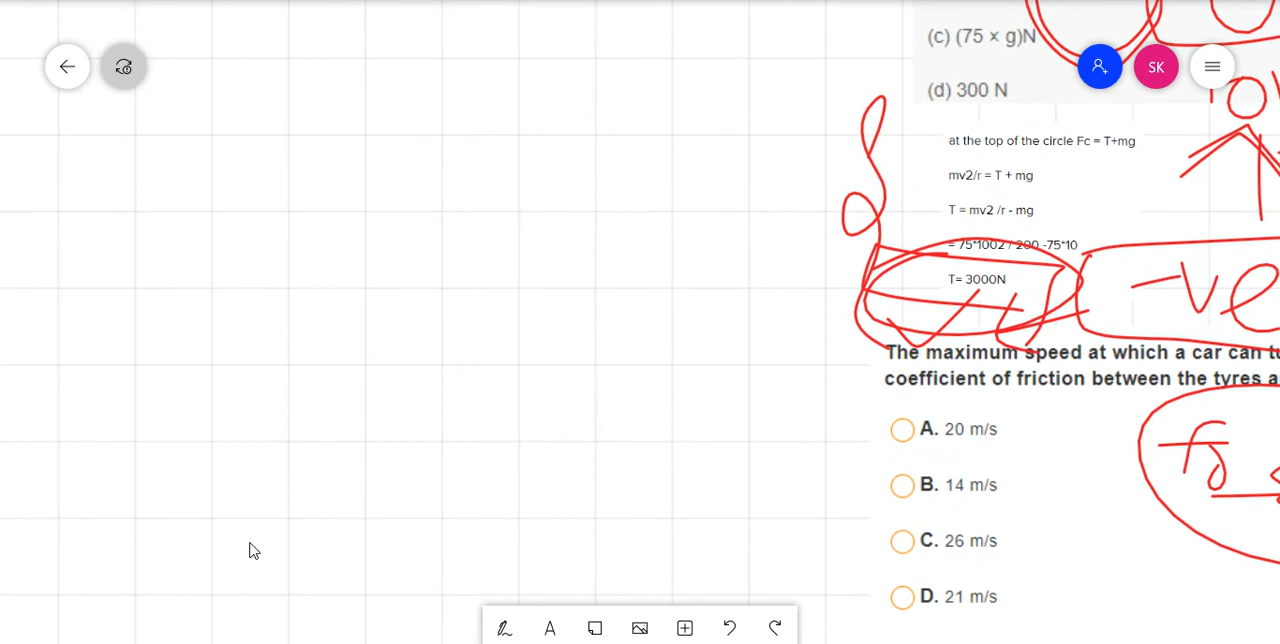 (c) (75 × g)N
SK
(d) 300 N
at the top of the circle Fc = T+mg
mv2/r = T + mg
T = mv2 /r - mg
= 75*1002 / 200 -75*10
T= 3000N
-ve
The maximum speed at which a car can tu
coefficient of friction between the tyres a
A. 20 m/s
B. 14 m/s
C. 26 m/s
D. 21 m/s